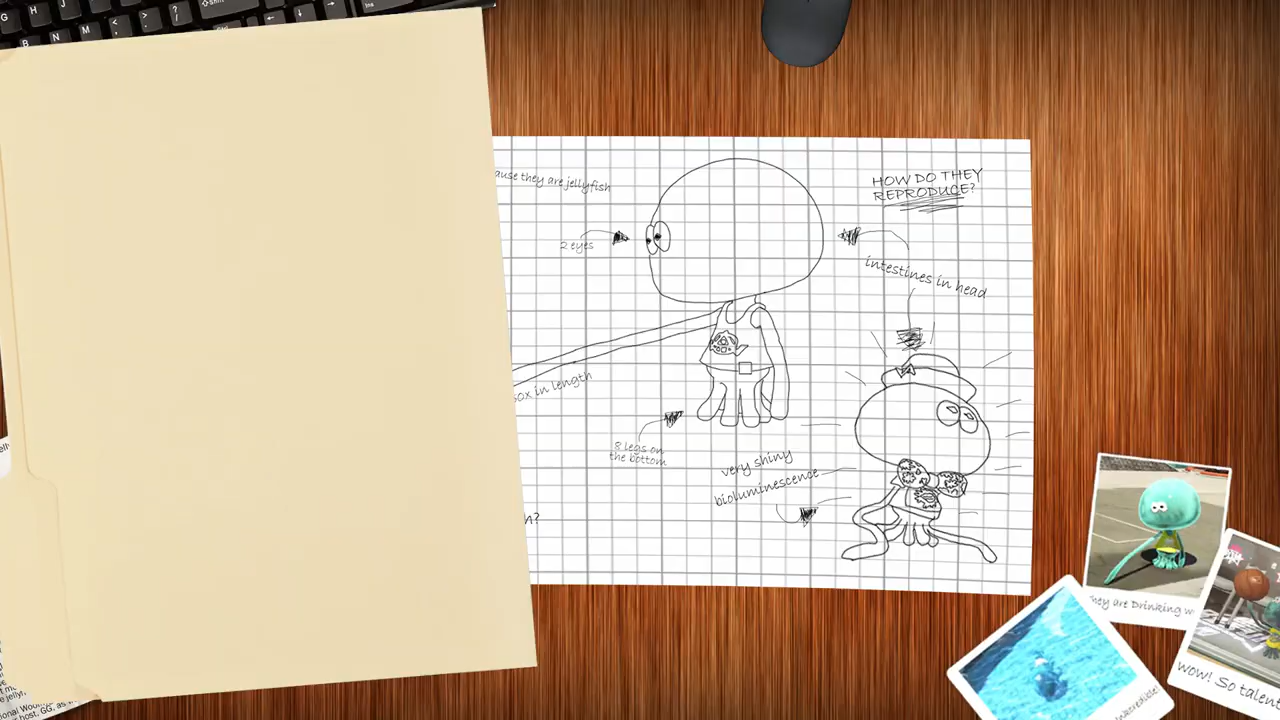 ause they are jellyfish
HOW DO THEY
REPRODUCE?
2 eyes
intestines in head
ox in length
8 legs on
the bottom
very shiny
bioluminescence
h?
hey are Drinking w
WOW! So talen
ncredible!